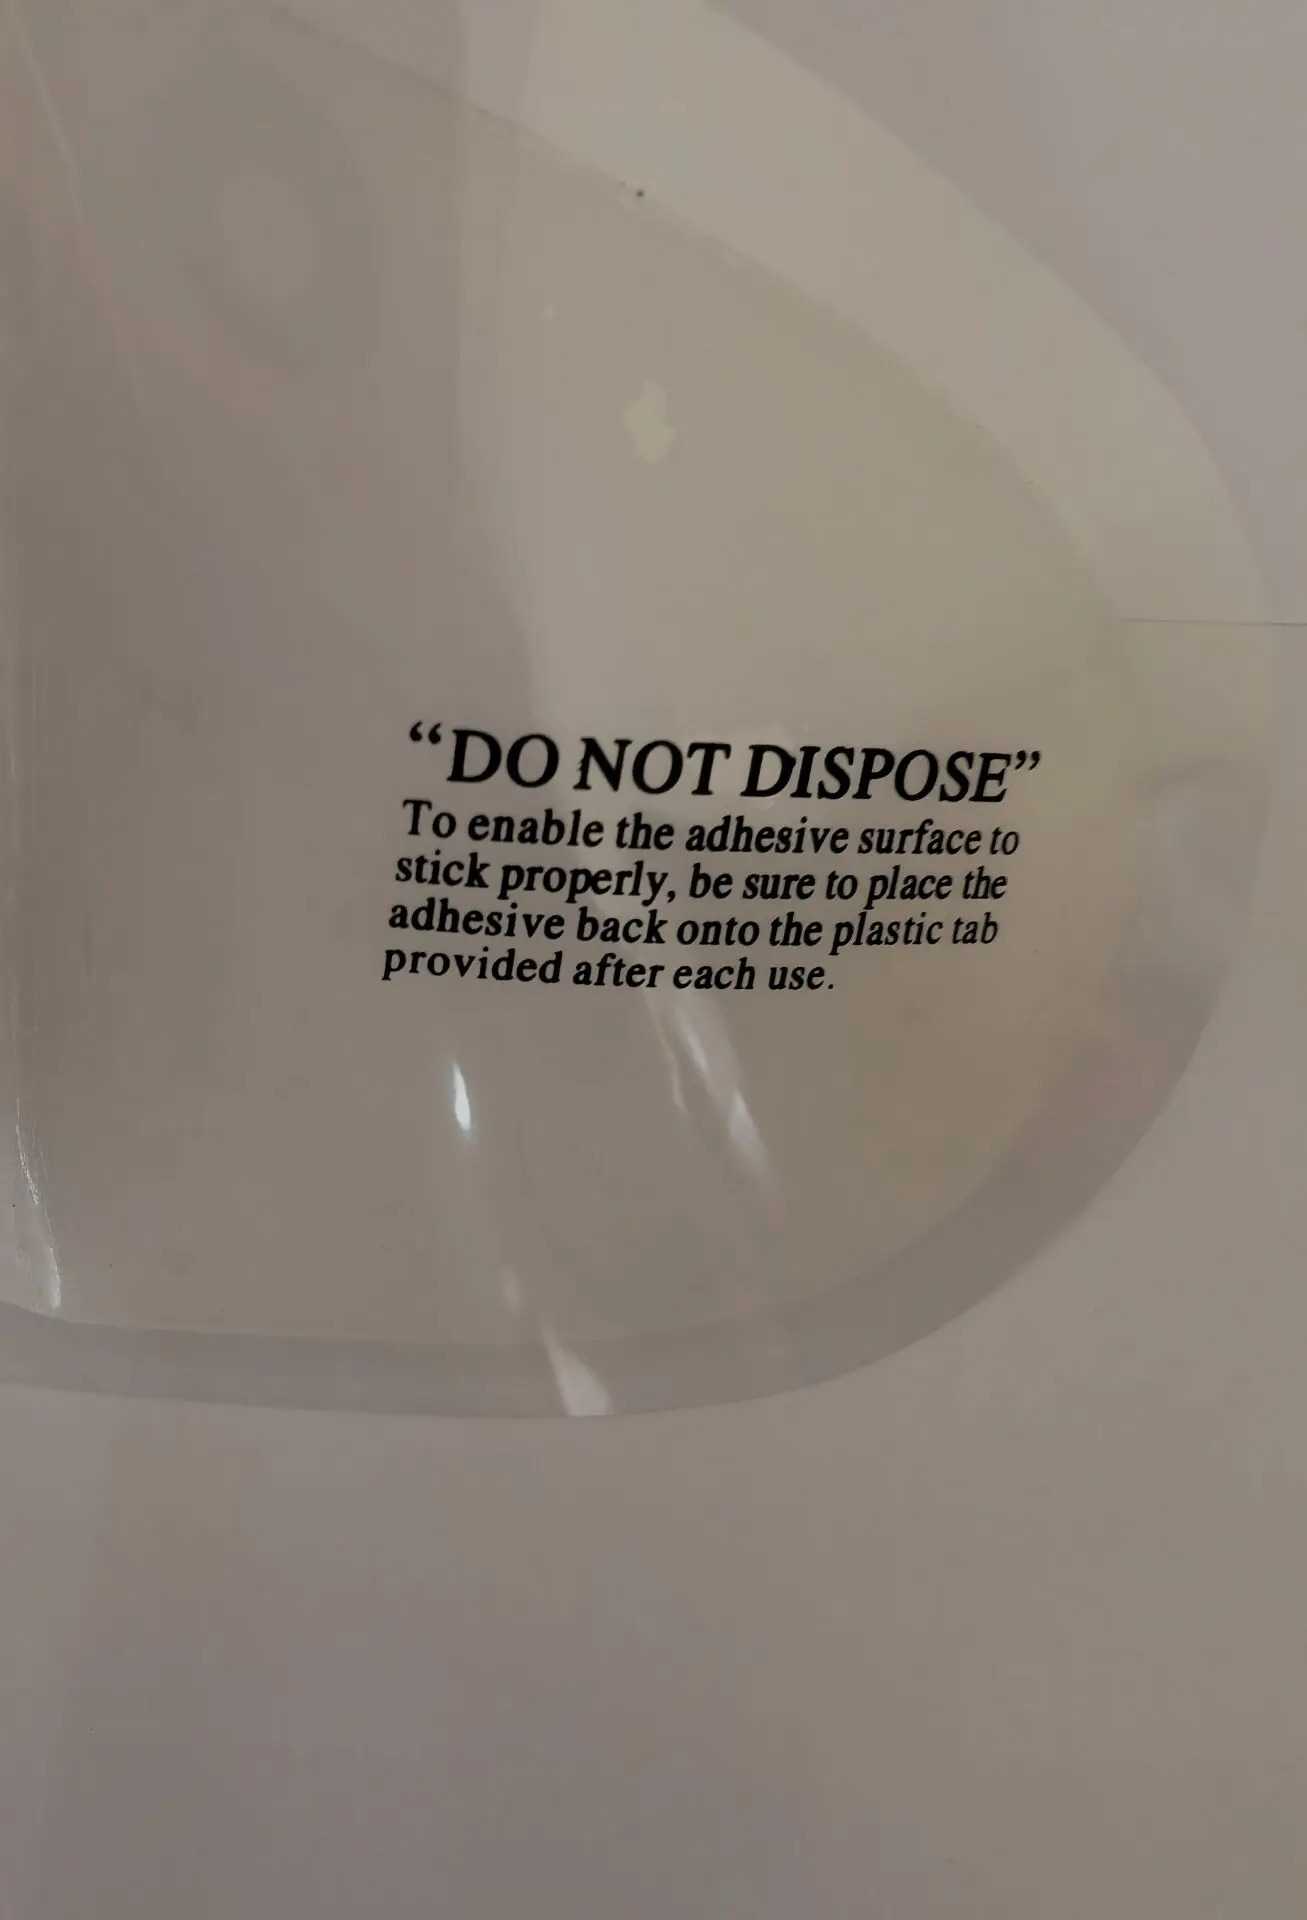 “DO NOT DISPOSE”
To enable the adhesive surface to
stick properly, be sure to place the
adhesive back onto the plastic tab
provided after each use.